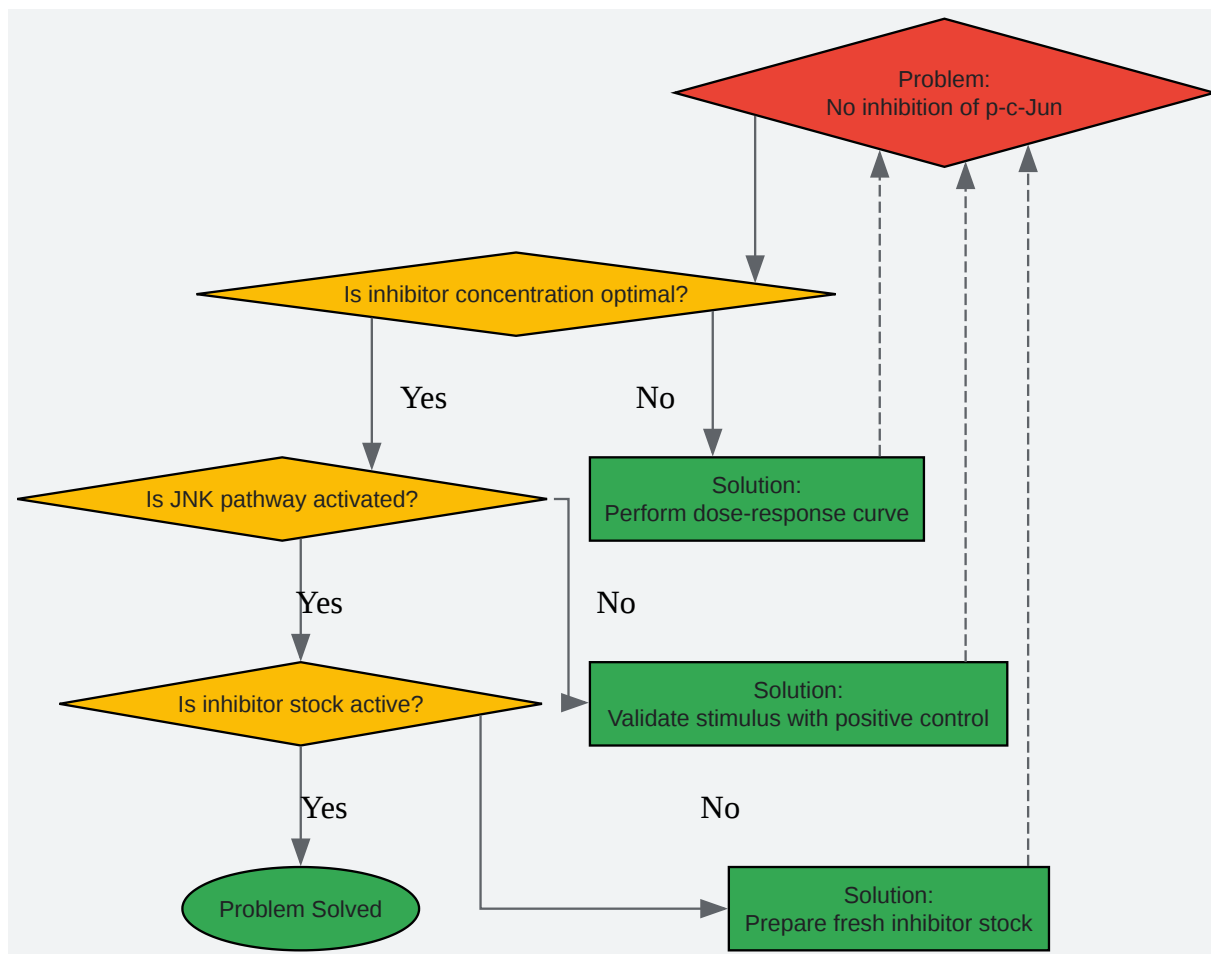 Problem:
No inhibition of p-c-Jun
Is inhibitor concentration optimal?
Yes
No
Is JNK pathway activated?
Solution:
Perform dose-response curve
Yes
No
Is inhibitor stock active?
Solution:
Validate stimulus with positive control
Yes
No
Problem Solved
Solution:
Prepare fresh inhibitor stock